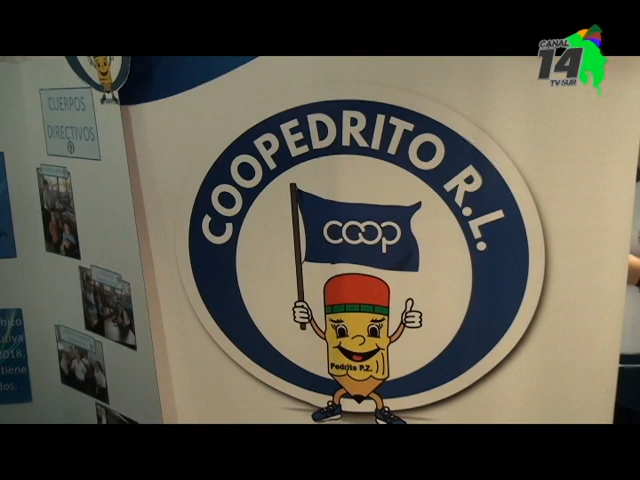 CANAL
14
TV SUR
CUERPOS
DIRECTIVOS
COOPEDRITO R.L.
coop
Pedrito P.Z.
2018.
tiene